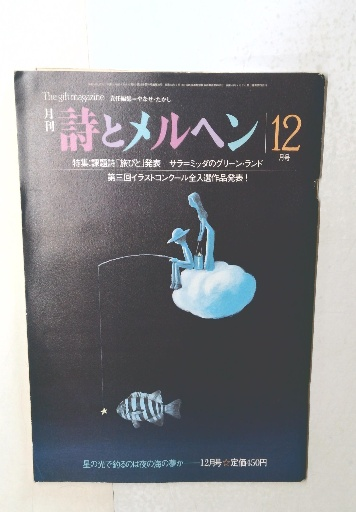 The gift magazine 責任編集=やなせ・たかし
月刊 詩とメルヘン 12月号
特集:課題詩「旅びと」発表 サラ=ミッダのグリーン・ランド
第三回イラストコンクール全入選作品発表!
星の光で釣るのは夜の海の夢か——12月号☆定価450円